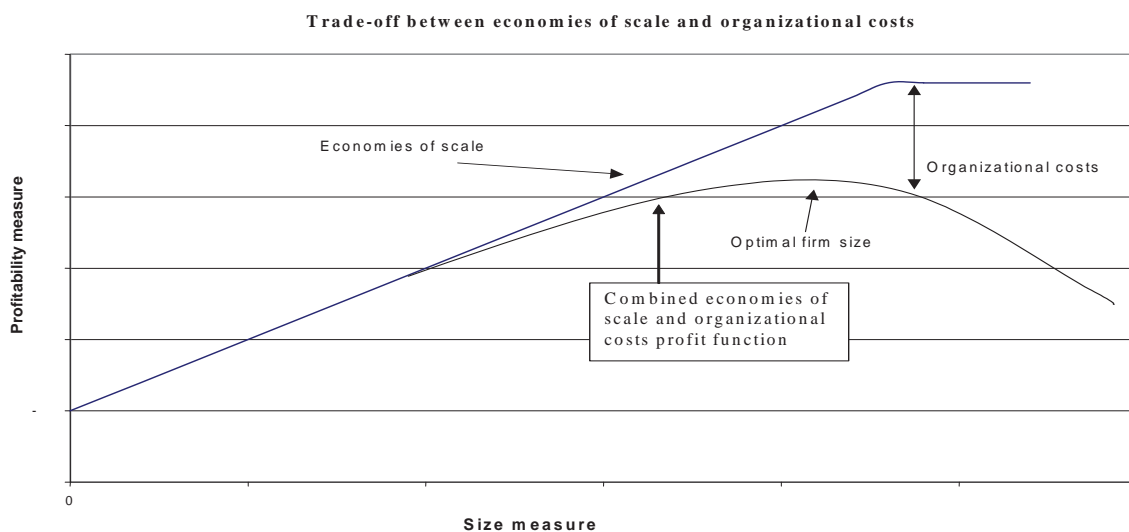 Trade-off between economies of scale and organizational costs
Economies of scale
Organizational costs
Optimal firm size
Combined economies of
scale and organizational
costs profit function
Profitability measure
-
0
Size measure